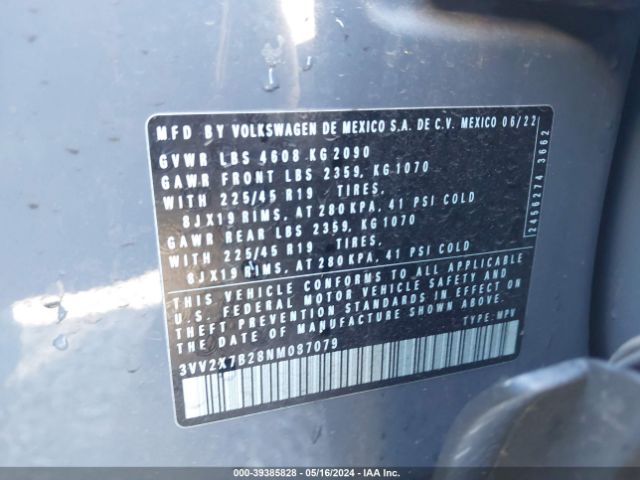 MFD BY VOLKSWAGEN DE MEXICO S.A. DE C.V. MEXICO 06/22
GVWR LBS 4608 KG 2090
GAWR FRONT LBS 2359, KG 1070
WITH 225/45 R19 TIRES,
8JX19 RIMS, AT 280 KPA, 41 PSI COLD
GAWR REAR LBS 2359, KG 1070
WITH 225/45 R19 TIRES,
8JX19 RIMS, AT 280 KPA, 41 PSI COLD
THIS VEHICLE CONFORMS TO ALL APPLICABLE
U.S. FEDERAL MOTOR VEHICLE SAFETY AND
THEFT PREVENTION STANDARDS IN EFFECT ON
THE DATE OF MANUFACTURE SHOWN ABOVE.
3VV2X7B28NM087079 TYPE: MPV
2456274 3662
000-39385828 - 05/16/2024 - IAA Inc.